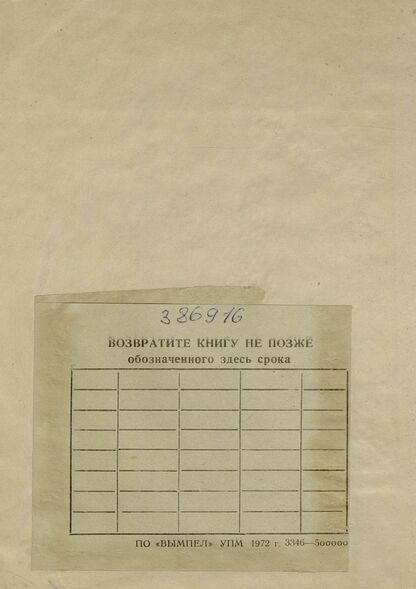 386916
ВОЗВРАТИТЕ КНИГУ НЕ ПОЗЖЕ
обозначенного здесь срока
ПО «ВЫМПЕЛ» УПМ 1972 г. 3346—500000